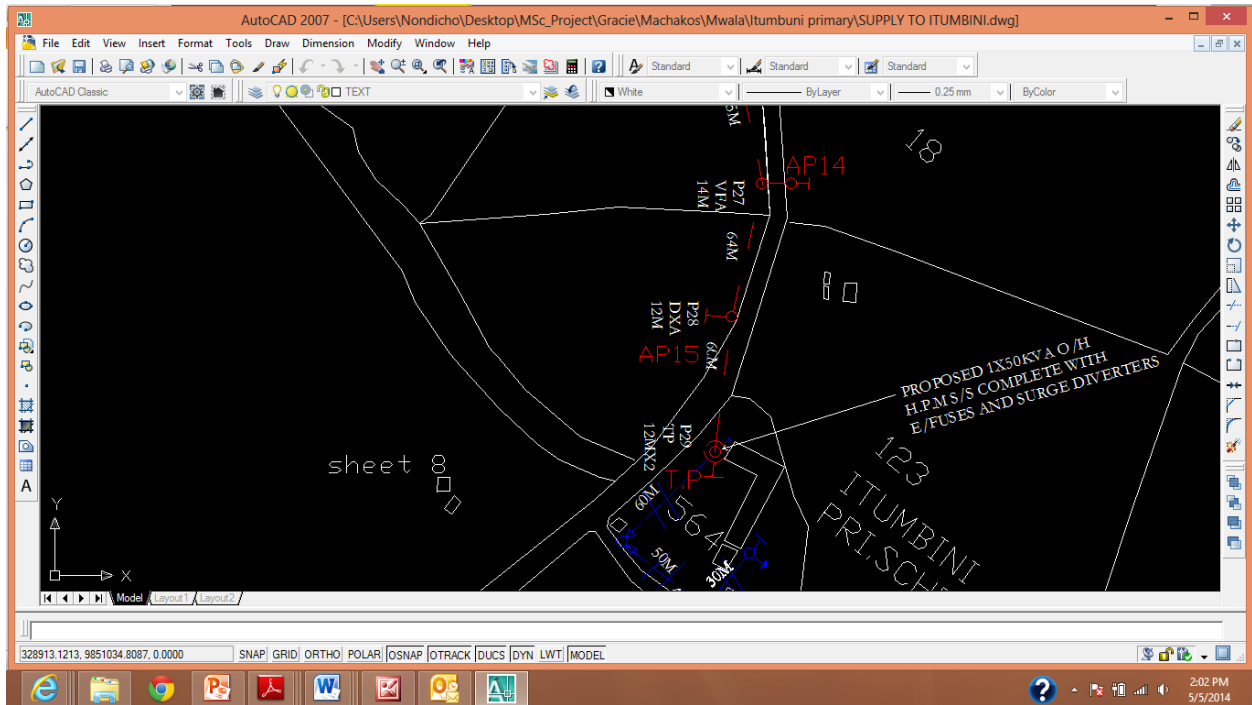 AutoCAD 2007 - [C:\Users\Nondicho\Desktop\MSc_Project\Gracie\Machakos\Mwala\Itumbuni primary\SUPPLY TO ITUMBINI.dwg]
File Edit View Insert Format Tools Draw Dimension Modify Window Help
Standard Standard Standard
AutoCAD Classic TEXT White ByLayer 0.25 mm ByColor
18
AP14
P27
VFA
14M
64M
P28
DXA
12M
AP15
PROPOSED 1X50KVA O/H
H.P.M S/S COMPLETE WITH
E/FUSES AND SURGE DIVERTERS
P29
TP
12MX2
T.P
sheet 8
60M
564
123
ITUMBINI
PRI.SCH
50M
30M
Y
X
Model Layout1 Layout2
328913.1213, 9851034.8087, 0.0000 SNAP GRID ORTHO POLAR OSNAP OTRACK DUCS DYN LWT MODEL
2:02 PM
5/5/2014